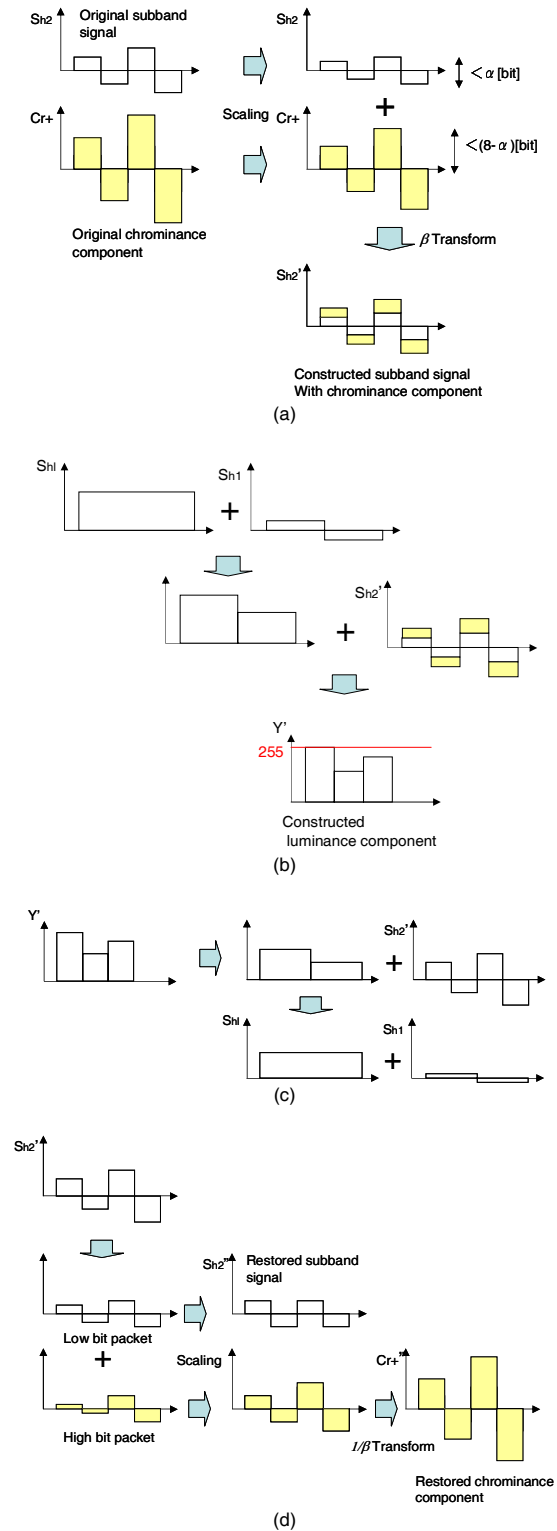 Sh2
Original subband
signal
Sh2
< α [bit]
+
Cr+
Scaling
Cr+
<(8- α)[bit]
Original chrominance
component
β Transform
Sh2'
Constructed subband signal
With chrominance component
(a)
Shl
+
Sh1
+
Sh2'
Y'
255
Constructed
luminance component
(b)
Y'
+
Sh2'
Shl
+
Sh1
(c)
Sh2'
Sh2"
Restored subband
signal
Low bit packet
+
Scaling
Cr+"
High bit packet
1/β Transform
Restored chrominance
component
(d)